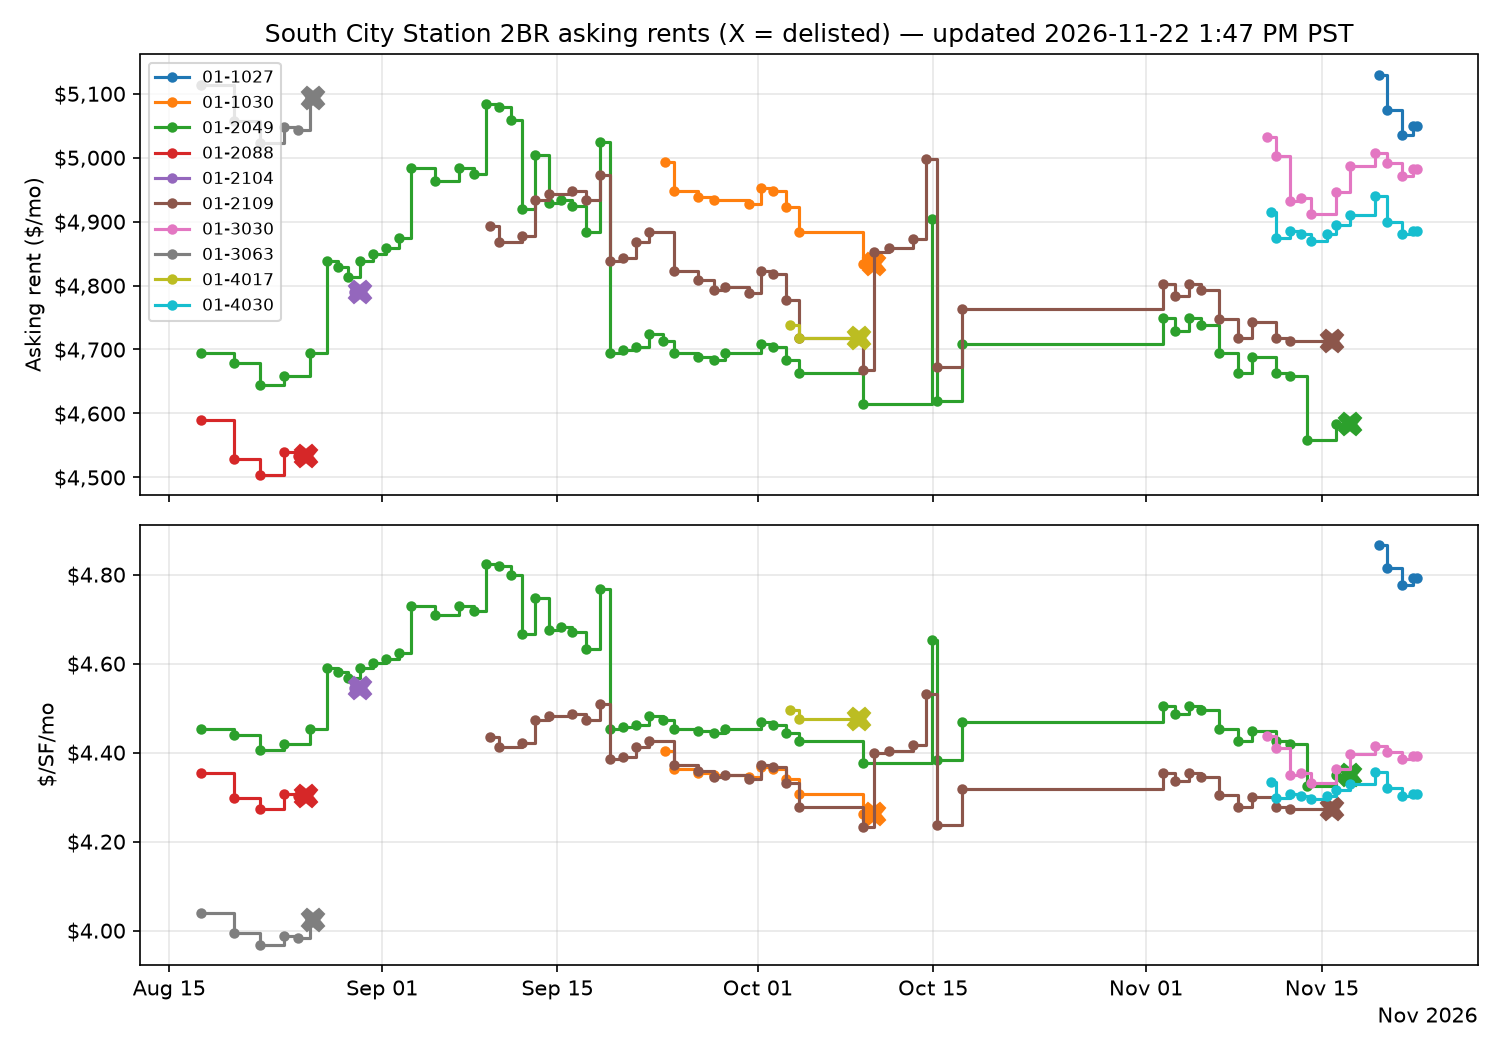 South City Station 2BR asking rents (X = delisted) — updated 2026-11-22 1:47 PM PST
Asking rent ($/mo)
$5,100
$5,000
$4,900
$4,800
$4,700
$4,600
$4,500
01-1027
01-1030
01-2049
01-2088
01-2104
01-2109
01-3030
01-3063
01-4017
01-4030
$/SF/mo
$4.80
$4.60
$4.40
$4.20
$4.00
Aug 15
Sep 01
Sep 15
Oct 01
Oct 15
Nov 01
Nov 15
Nov 2026